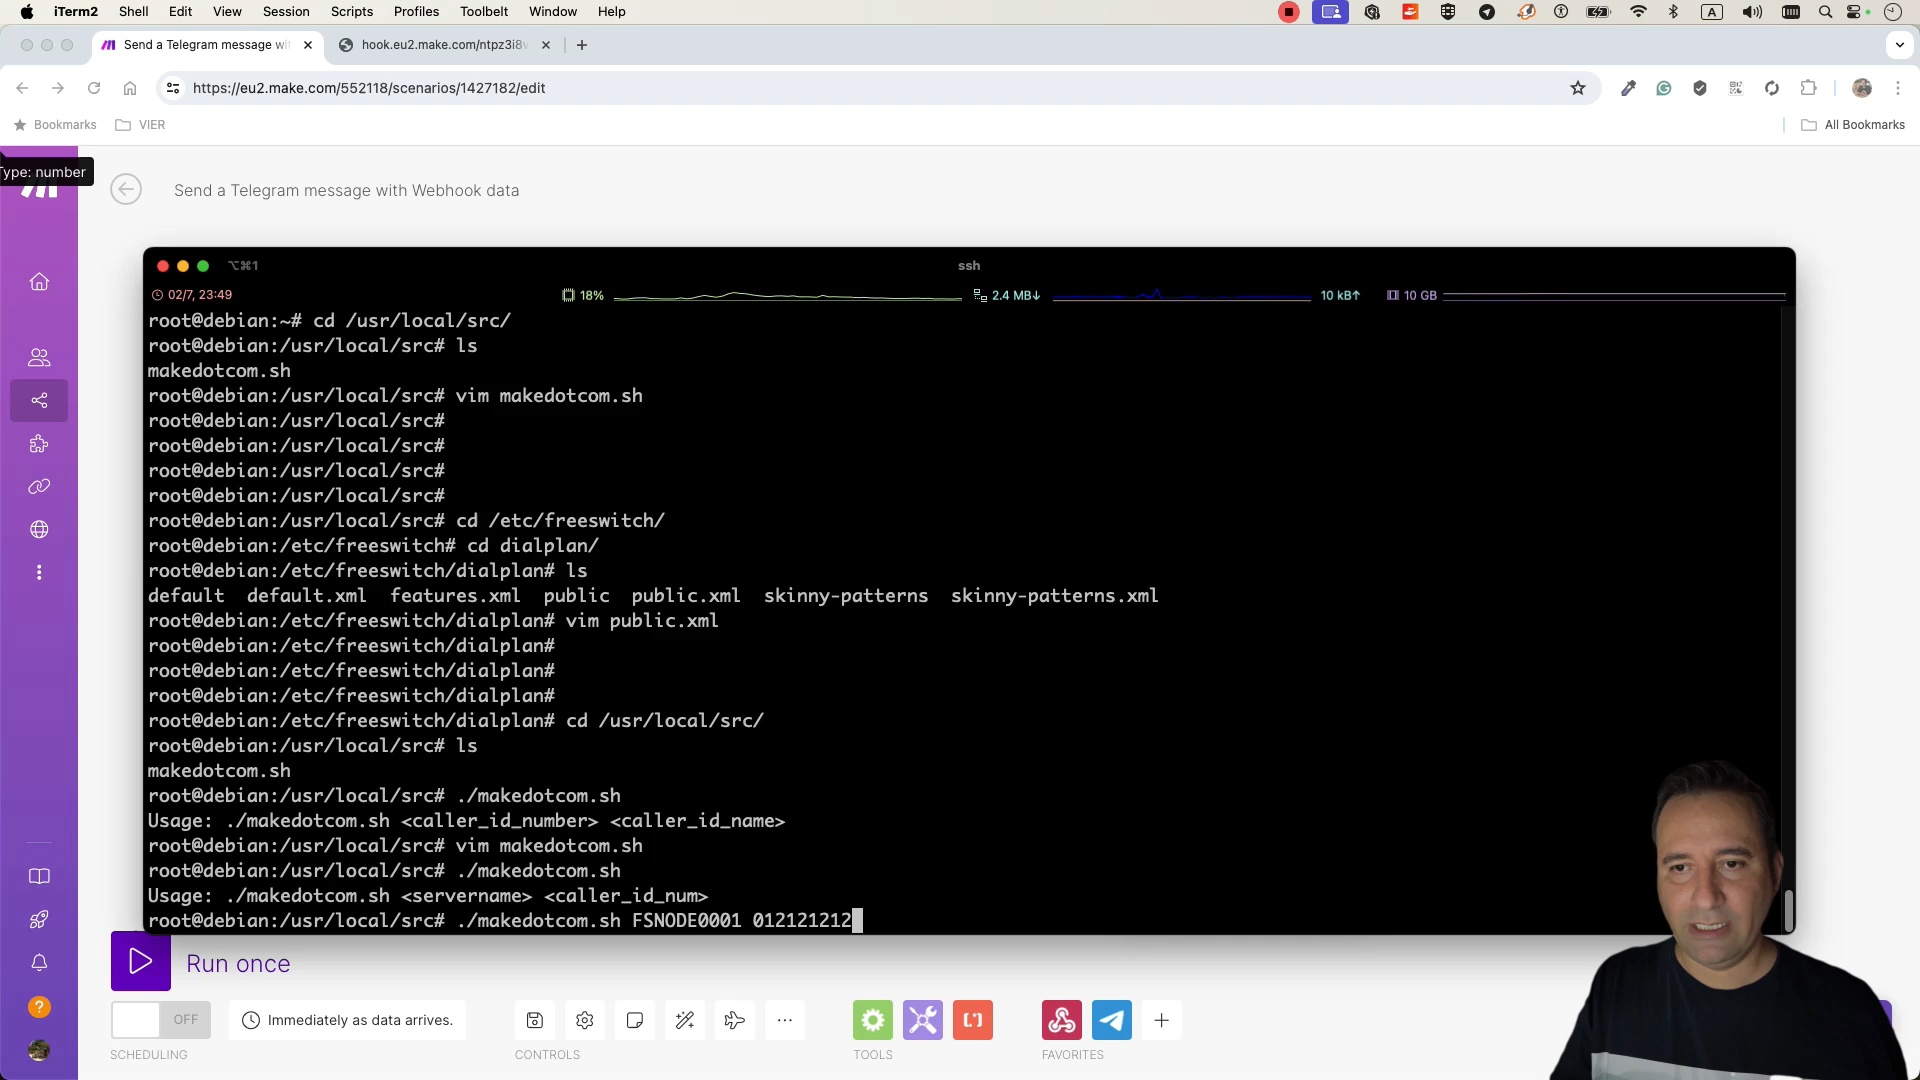 iTerm2 Shell Edit View Session Scripts Profiles Toolbelt Window Help
Send a Telegram message wit
hook.eu2.make.com/ntpz3i8v
https://eu2.make.com/552118/scenarios/1427182/edit
Bookmarks VIER All Bookmarks
Type: number
Send a Telegram message with Webhook data
⌥⌘1 ssh
02/7, 23:49 18% 2.4 MB↓ 10 kB↑ 10 GB
root@debian:~# cd /usr/local/src/
root@debian:/usr/local/src# ls
makedotcom.sh
root@debian:/usr/local/src# vim makedotcom.sh
root@debian:/usr/local/src#
root@debian:/usr/local/src#
root@debian:/usr/local/src#
root@debian:/usr/local/src#
root@debian:/usr/local/src# cd /etc/freeswitch/
root@debian:/etc/freeswitch# cd dialplan/
root@debian:/etc/freeswitch/dialplan# ls
default default.xml features.xml public public.xml skinny-patterns skinny-patterns.xml
root@debian:/etc/freeswitch/dialplan# vim public.xml
root@debian:/etc/freeswitch/dialplan#
root@debian:/etc/freeswitch/dialplan#
root@debian:/etc/freeswitch/dialplan#
root@debian:/etc/freeswitch/dialplan# cd /usr/local/src/
root@debian:/usr/local/src# ls
makedotcom.sh
root@debian:/usr/local/src# ./makedotcom.sh
Usage: ./makedotcom.sh <caller_id_number> <caller_id_name>
root@debian:/usr/local/src# vim makedotcom.sh
root@debian:/usr/local/src# ./makedotcom.sh
Usage: ./makedotcom.sh <servername> <caller_id_num>
root@debian:/usr/local/src# ./makedotcom.sh FSNODE0001 012121212
Run once
OFF Immediately as data arrives.
SCHEDULING CONTROLS TOOLS FAVORITES